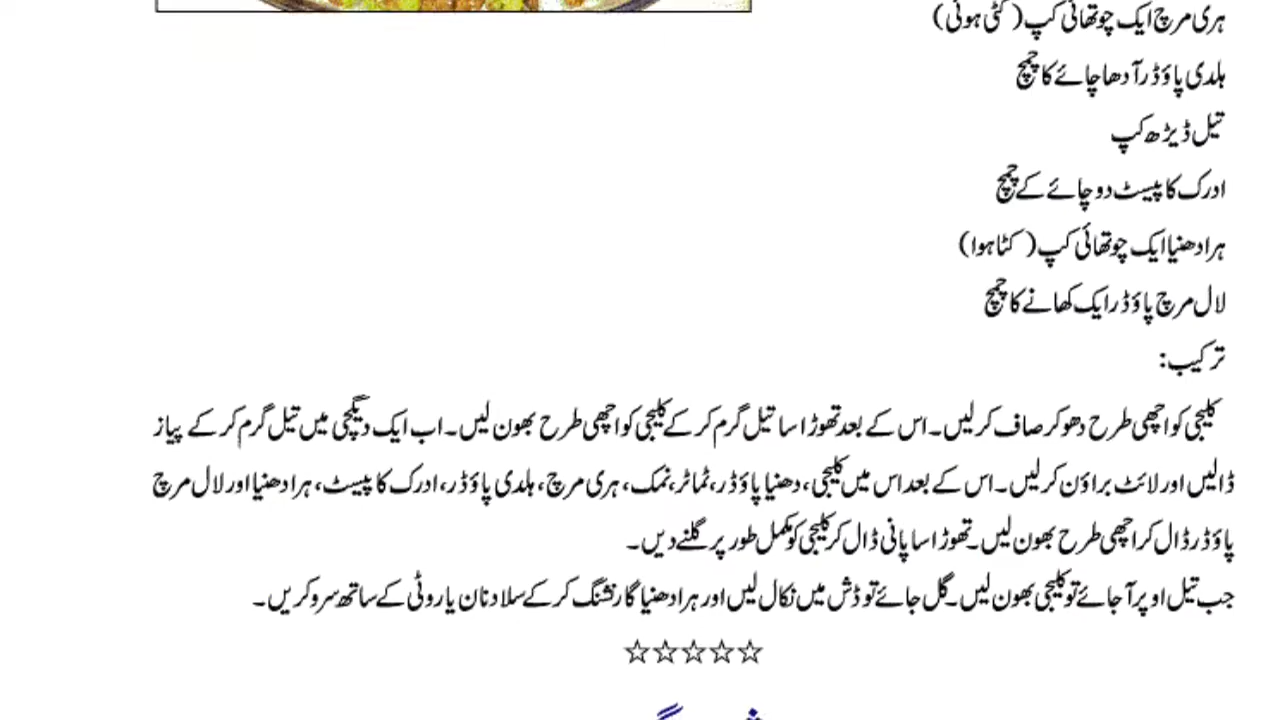 ہری مرچ ایک چوتھائی کپ (کٹی ہوئی)
ہلدی پاؤڈر آدھا چائے کا چمچ
تیل ڈیڑھ کپ
ادرک کا پیسٹ دو چائے کے چمچ
ہرا دھنیا ایک چوتھائی کپ (کٹا ہوا)
لال مرچ پاؤڈر ایک کھانے کا چمچ
ترکیب:
کلیجی کو اچھی طرح دھو کر صاف کر لیں۔ اس کے بعد تھوڑا سا تیل گرم کر کے کلیجی کو اچھی طرح بھون لیں۔ اب ایک دیگچی میں تیل گرم کر کے پیاز
ڈالیں اور لائٹ براؤن کر لیں۔ اس کے بعد اس میں کلیجی، دھنیا پاؤڈر، ٹماٹر، نمک، ہری مرچ، ہلدی پاؤڈر، ادرک کا پیسٹ، ہرا دھنیا اور لال مرچ
پاؤڈر ڈال کر اچھی طرح بھون لیں۔ تھوڑا سا پانی ڈال کر کلیجی کو مکمل طور پر گلنے دیں۔
جب تیل اوپر آ جائے تو کلیجی بھون لیں۔ گل جائے تو ڈش میں نکال لیں اور ہرا دھنیا گارنشنگ کر کے سلاد نان یا روٹی کے ساتھ سرو کریں۔
☆☆☆☆☆